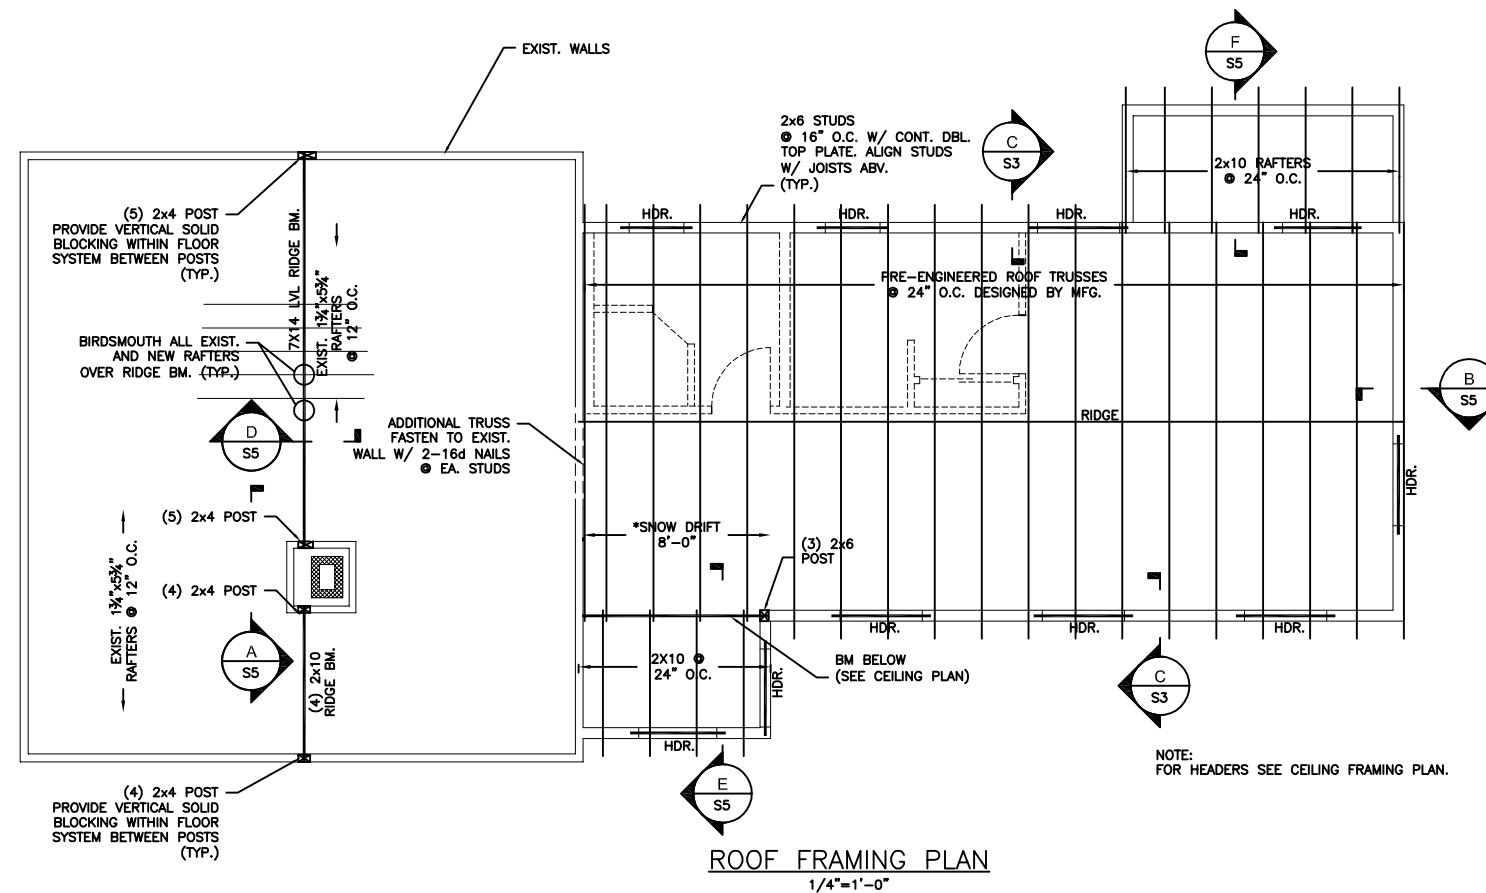 F
S5
EXIST. WALLS
2x6 STUDS
@ 16" O.C. W/ CONT. DBL.
TOP PLATE. ALIGN STUDS
W/ JOISTS ABV.
(TYP.)
C
S3
2x10 RAFTERS
@ 24" O.C.
(5) 2x4 POST
PROVIDE VERTICAL SOLID
BLOCKING WITHIN FLOOR
SYSTEM BETWEEN POSTS
(TYP.)
7X14 LVL RIDGE BM.
EXIST. 1¾"x5¾"
RAFTERS
@ 12" O.C.
HDR.
HDR.
HDR.
HDR.
PRE-ENGINEERED ROOF TRUSSES
@ 24" O.C. DESIGNED BY MFG.
BIRDSMOUTH ALL EXIST.
AND NEW RAFTERS
OVER RIDGE BM. (TYP.)
B
S5
RIDGE
ADDITIONAL TRUSS
FASTEN TO EXIST.
WALL W/ 2-16d NAILS
@ EA. STUDS
D
S5
HDR.
(5) 2x4 POST
*SNOW DRIFT
8'-0"
(3) 2x6
POST
EXIST. 1¾"x5¾"
RAFTERS @ 12" O.C.
(4) 2x4 POST
HDR.
HDR.
HDR.
A
S5
(4) 2x10
RIDGE BM.
2X10 @
24" O.C.
HDR.
BM BELOW
(SEE CEILING PLAN)
C
S3
HDR.
NOTE:
FOR HEADERS SEE CEILING FRAMING PLAN.
(4) 2x4 POST
PROVIDE VERTICAL SOLID
BLOCKING WITHIN FLOOR
SYSTEM BETWEEN POSTS
(TYP.)
E
S5
ROOF FRAMING PLAN
1/4"=1'-0"